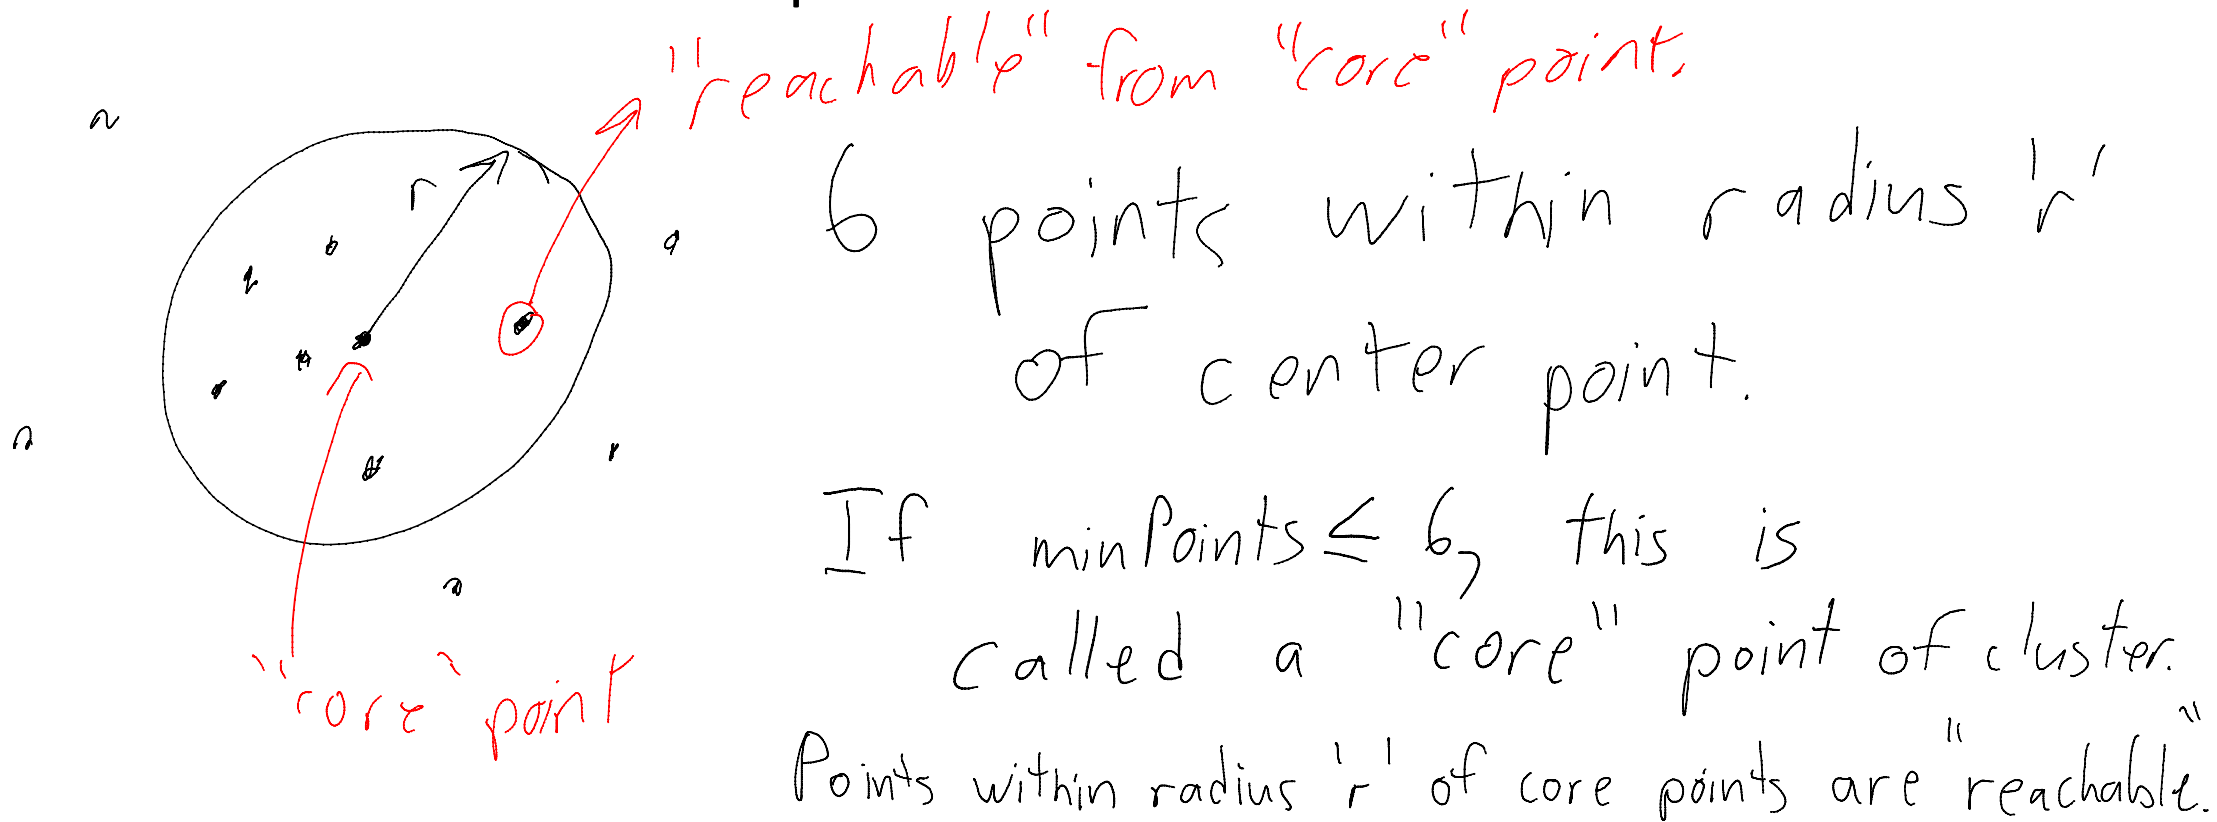 "reachable" from "core" point.
r
6 points within radius 'r'
of center point.
If minPoints ≤ 6, this is
called a "core" point of cluster.
"core" point
Points within radius 'r' of core points are "reachable".